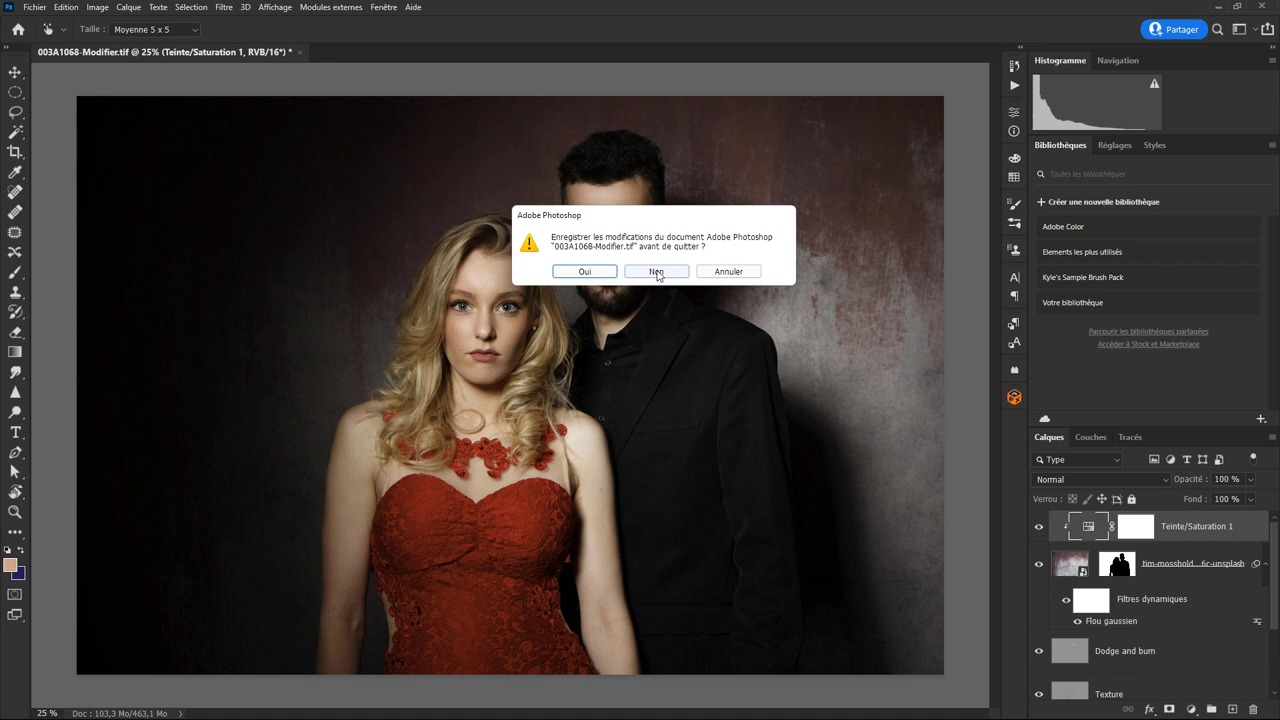 Ps Fichier Edition Image Calque Texte Sélection Filtre 3D Affichage Modules externes Fenêtre Aide
Taille : Moyenne 5 x 5
Partager
003A1068-Modifier.tif @ 25% (Teinte/Saturation 1, RVB/16*) * ×
Histogramme Navigation
Bibliothèques Réglages Styles
Toutes les bibliothèques
Créer une nouvelle bibliothèque
Adobe Color
Elements les plus utilisés
Kyle's Sample Brush Pack
Votre bibliothèque
Parcourir les bibliothèques partagées
Accéder à Stock et Marketplace
Adobe Photoshop
Enregistrer les modifications du document Adobe Photoshop
"003A1068-Modifier.tif" avant de quitter ?
Oui Non Annuler
Calques Couches Tracés
Type
Normal Opacité : 100 %
Verrou : Fond : 100 %
Teinte/Saturation 1
tim-mosshold...6c-unsplash
Filtres dynamiques
Flou gaussien
Dodge and burn
Texture
25 % Doc : 103,3 Mo/463,1 Mo